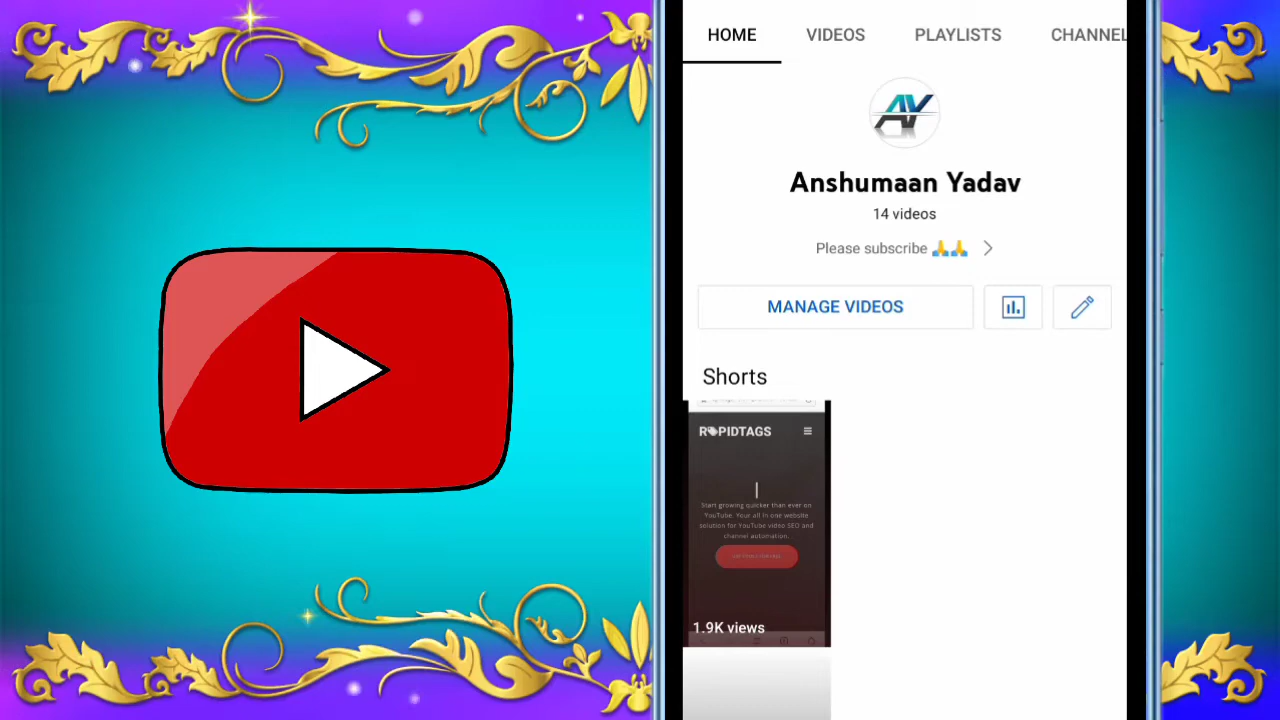 HOME VIDEOS PLAYLISTS CHANNEL
AV
Anshumaan Yadav
14 videos
Please subscribe 🙏🙏
MANAGE VIDEOS
Shorts
RAPIDTAGS
Start growing quicker than ever on
YouTube. Your all in one website
solution for YouTube video SEO and
channel automation.
1.9K views